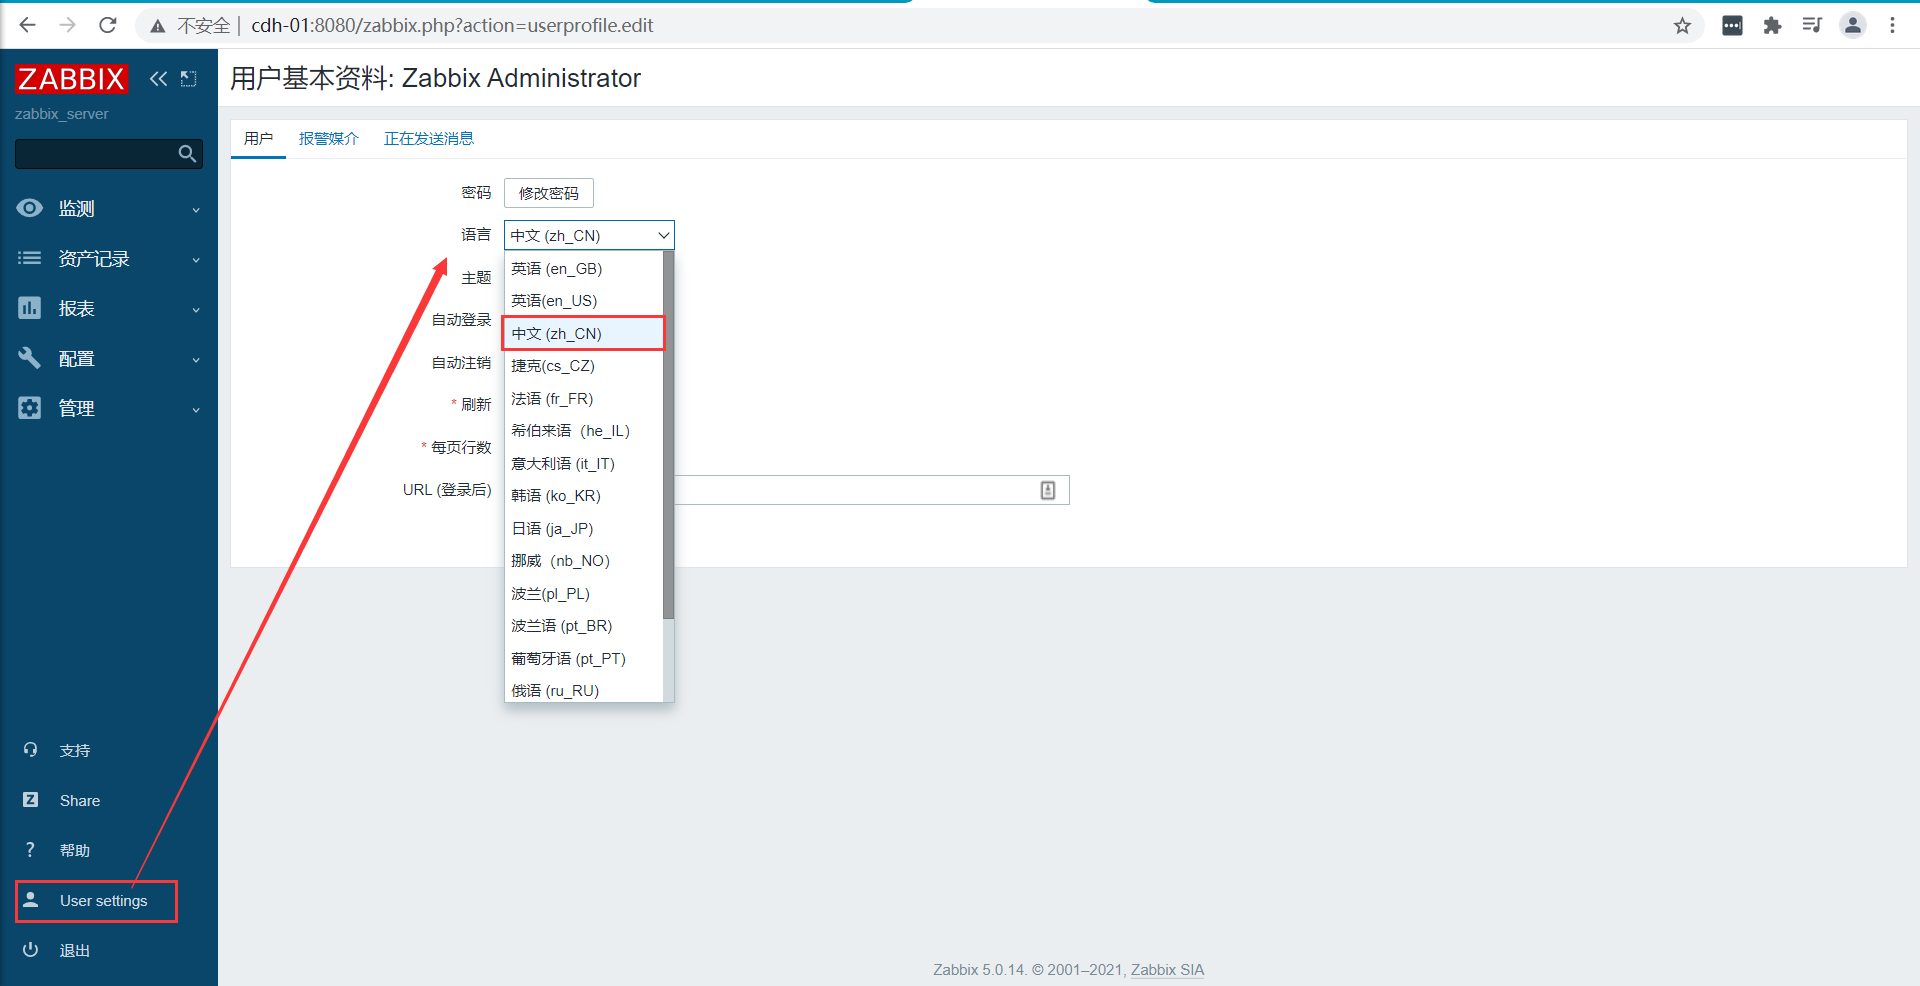 不安全 | cdh-01:8080/zabbix.php?action=userprofile.edit
ZABBIX
zabbix_server
监测
资产记录
报表
配置
管理
支持
Z Share
? 帮助
User settings
退出
用户基本资料: Zabbix Administrator
用户 报警媒介 正在发送消息
密码 修改密码
语言 中文 (zh_CN)
主题
自动登录
自动注销
* 刷新
* 每页行数
URL (登录后)
英语 (en_GB)
英语(en_US)
中文 (zh_CN)
捷克(cs_CZ)
法语 (fr_FR)
希伯来语（he_IL）
意大利语 (it_IT)
韩语 (ko_KR)
日语 (ja_JP)
挪威（nb_NO）
波兰(pl_PL)
波兰语 (pt_BR)
葡萄牙语 (pt_PT)
俄语 (ru_RU)
Zabbix 5.0.14. © 2001–2021, Zabbix SIA